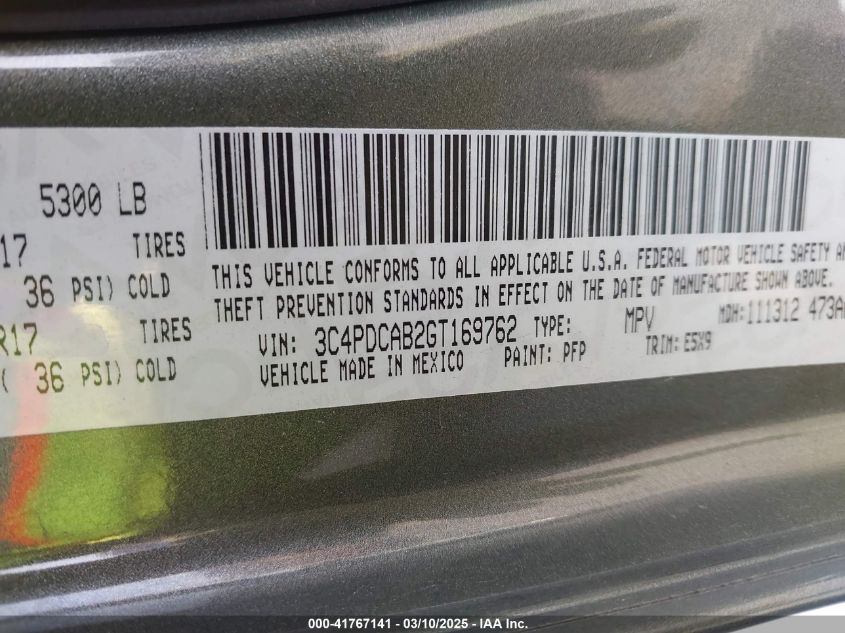 5300 LB
17 TIRES
36 PSI) COLD
R17 TIRES
( 36 PSI) COLD
THIS VEHICLE CONFORMS TO ALL APPLICABLE U.S.A. FEDERAL MOTOR VEHICLE SAFETY AN
THEFT PREVENTION STANDARDS IN EFFECT ON THE DATE OF MANUFACTURE SHOWN ABOVE.
VIN: 3C4PDCAB2GT169762 TYPE: MPV MDH:111312 473A
VEHICLE MADE IN MEXICO PAINT: PFP TRIM: E5X9
000-41767141 - 03/10/2025 - IAA Inc.